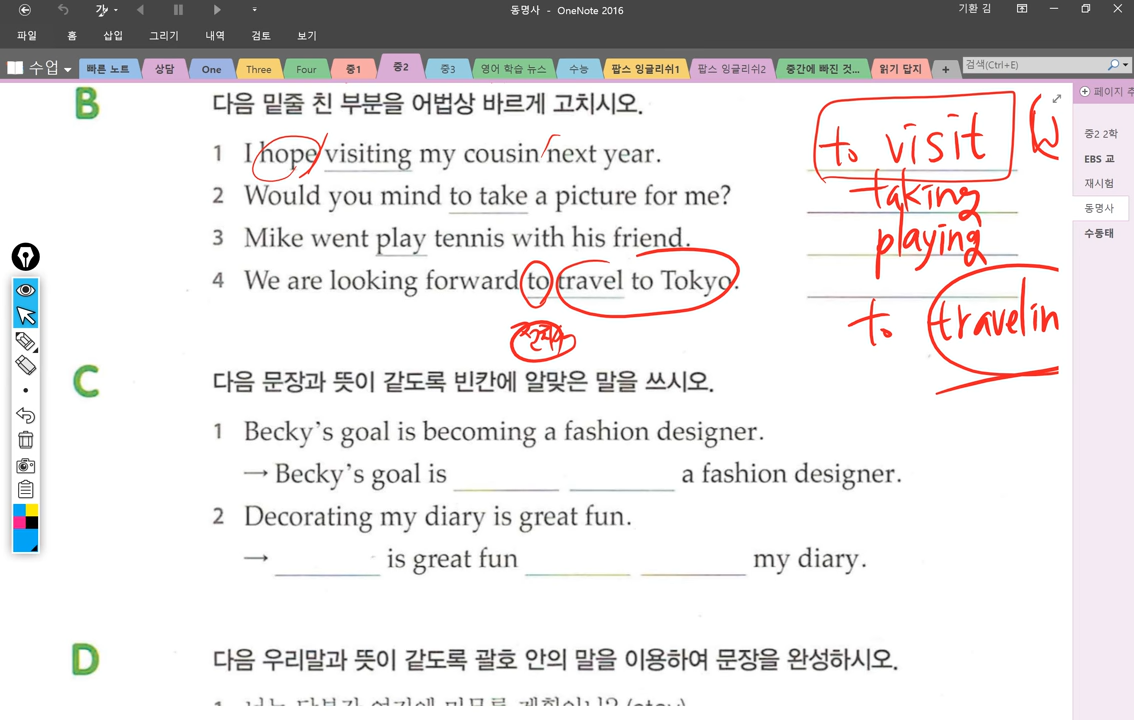 동명사 - OneNote 2016
기환 김
파일 홈 삽입 그리기 내역 검토 보기
수업 빠른 노트 상담 One Three Four 중1 중2 중3 영어 학습 뉴스 수능 팝스 잉글리쉬1 팝스 잉글리쉬2 중간에 빠진 것... 읽기 답지 + 검색(Ctrl+E)
페이지 추
중2 2학
EBS 교
재시험
동명사
수동태
B 다음 밑줄 친 부분을 어법상 바르게 고치시오.
1 I hope visiting my cousin next year. to visit
2 Would you mind to take a picture for me? taking
3 Mike went play tennis with his friend. playing
4 We are looking forward to travel to Tokyo. to travelin
C 다음 문장과 뜻이 같도록 빈칸에 알맞은 말을 쓰시오.
1 Becky's goal is becoming a fashion designer.
→ Becky's goal is a fashion designer.
2 Decorating my diary is great fun.
→ is great fun my diary.
D 다음 우리말과 뜻이 같도록 괄호 안의 말을 이용하여 문장을 완성하시오.